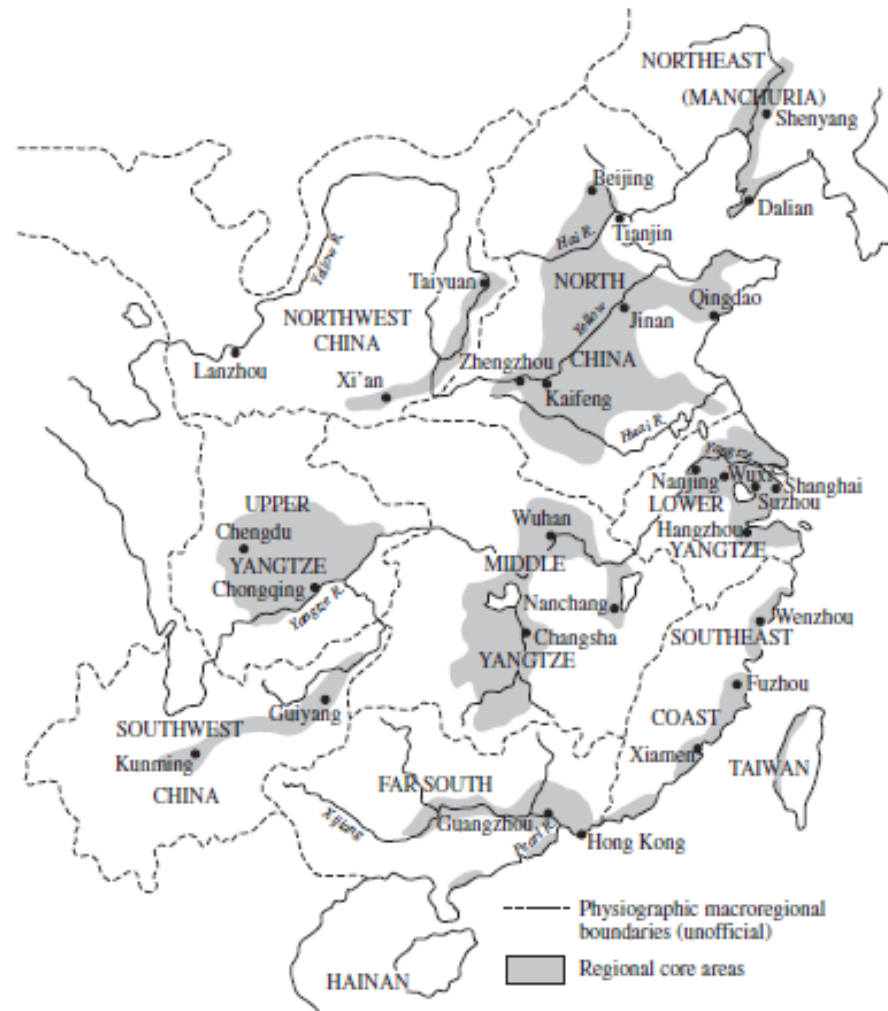 NORTHEAST
(MANCHURIA)
Shenyang
Beijing
Dalian
Hai R.
Tianjin
Yellow R.
Taiyuan
NORTH
Qingdao
NORTHWEST
CHINA
Yellow
Jinan
Lanzhou
Zhengzhou
CHINA
Xi'an
Kaifeng
Huai R.
Yangtze
Nanjing
Wuxi
Shanghai
LOWER
Suzhou
UPPER
Wuhan
Hangzhou
Chengdu
YANGTZE
YANGTZE
MIDDLE
Chongqing
Yangtze R.
Nanchang
Wenzhou
Changsha
SOUTHEAST
YANGTZE
Guiyang
Fuzhou
SOUTHWEST
COAST
Kunming
Xiamen
TAIWAN
CHINA
FAR SOUTH
Xijiang
Guangzhou
Pearl R.
Hong Kong
Physiographic macroregional
boundaries (unofficial)
Regional core areas
HAINAN